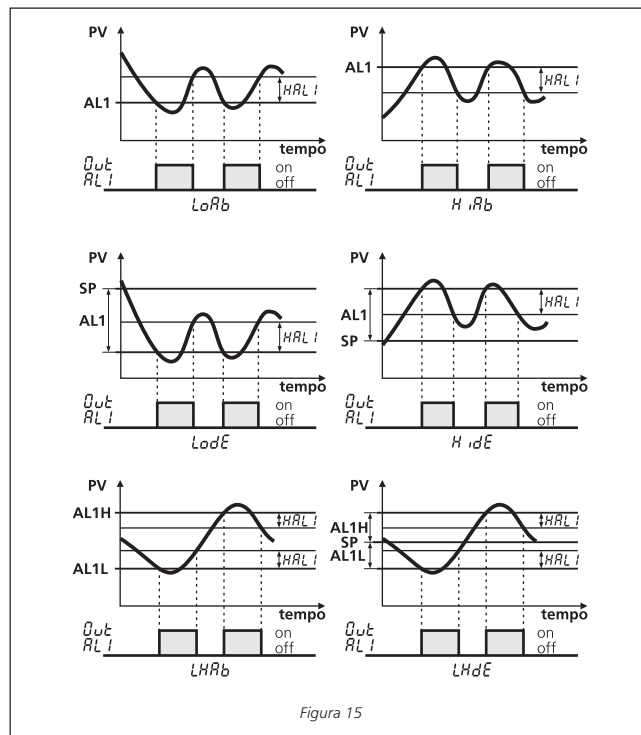 PV PV
AL1 HAL1 AL1 HAL1
tempo tempo
Out AL1 on off Out AL1 on off
LoAb HiAb
PV PV
SP AL1 HAL1 AL1 SP HAL1
tempo tempo
Out AL1 on off Out AL1 on off
LodE HidE
PV PV
AL1H HAL1 AL1H HAL1
SP
AL1L HAL1 AL1L HAL1
tempo tempo
Out AL1 on off Out AL1 on off
LHAb LHdE
Figura 15